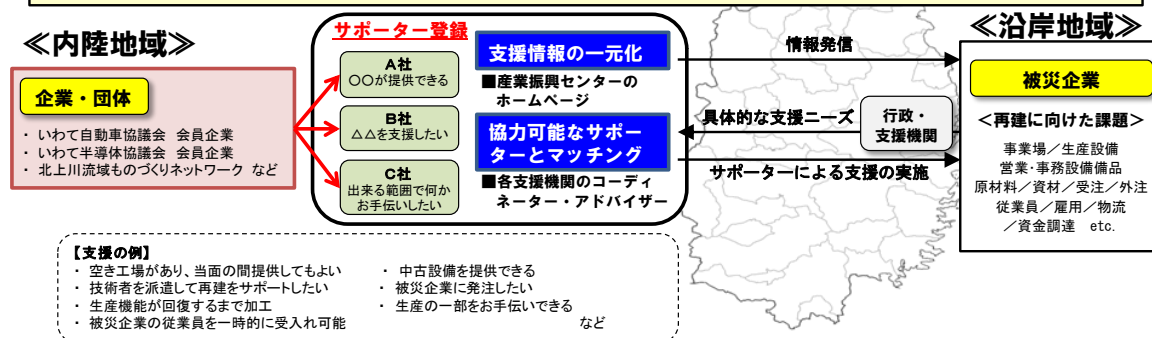 ≪内陸地域≫
企業・団体
・ いわて自動車協議会 会員企業
・ いわて半導体協議会 会員企業
・ 北上川流域ものづくりネットワーク など
サポーター登録
A社
〇〇が提供できる
B社
△△を支援したい
C社
出来る範囲で何か
お手伝いしたい
支援情報の一元化
■産業振興センターの
ホームページ
協力可能なサポー
ターとマッチング
■各支援機関のコーディ
ネーター・アドバイザー
情報発信
具体的な支援ニーズ
行政・
支援機関
サポーターによる支援の実施
≪沿岸地域≫
被災企業
＜再建に向けた課題＞
事業場／生産設備
営業・事務設備備品
原材料／資材／受注／外注
従業員／雇用／物流
／資金調達 etc.
【支援の例】
・ 空き工場があり、当面の間提供してもよい
・ 技術者を派遣して再建をサポートしたい
・ 生産機能が回復するまで加工
・ 被災企業の従業員を一時的に受入れ可能
・ 中古設備を提供できる
・ 被災企業に発注したい
・ 生産の一部をお手伝いできる
など